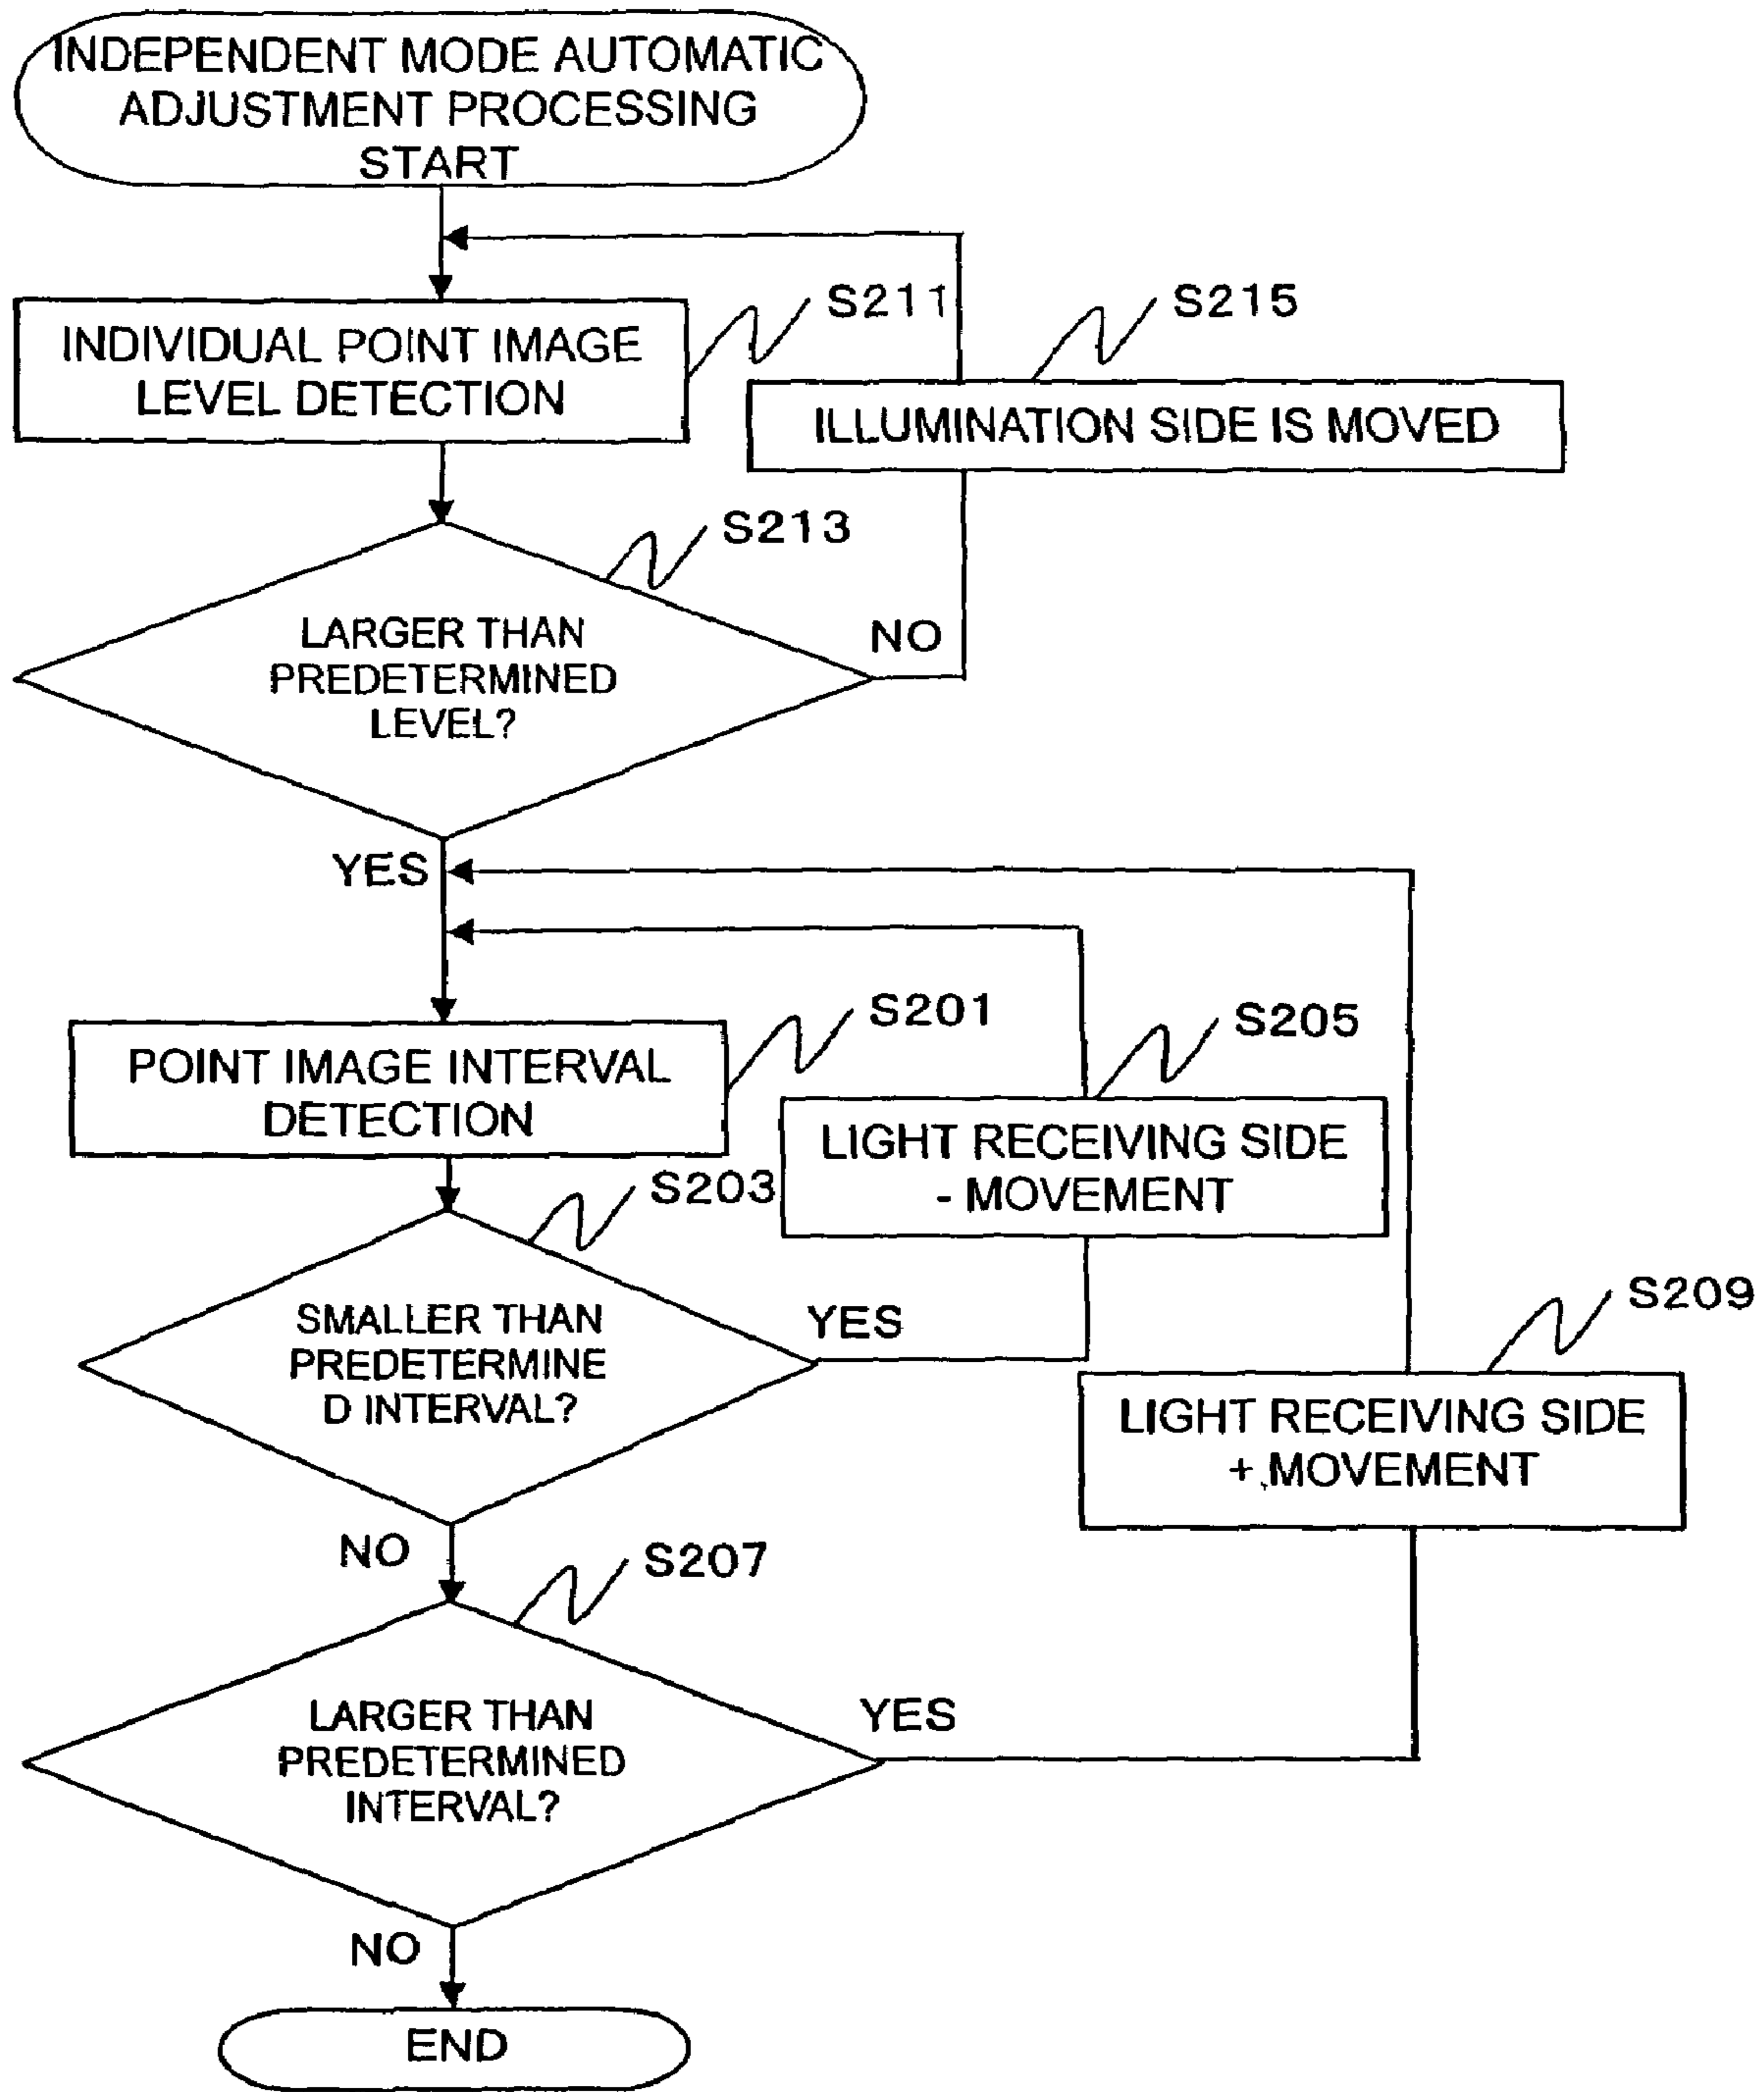 INDEPENDENT MODE AUTOMATIC
ADJUSTMENT PROCESSING
START
S211
S215
INDIVIDUAL POINT IMAGE
LEVEL DETECTION
ILLUMINATION SIDE IS MOVED
S213
LARGER THAN
PREDETERMINED
LEVEL?
NO
YES
S201
S205
POINT IMAGE INTERVAL
DETECTION
LIGHT RECEIVING SIDE
- MOVEMENT
S203
SMALLER THAN
PREDETERMINE
D INTERVAL?
YES
S209
LIGHT RECEIVING SIDE
+ MOVEMENT
NO
S207
LARGER THAN
PREDETERMINED
INTERVAL?
YES
NO
END